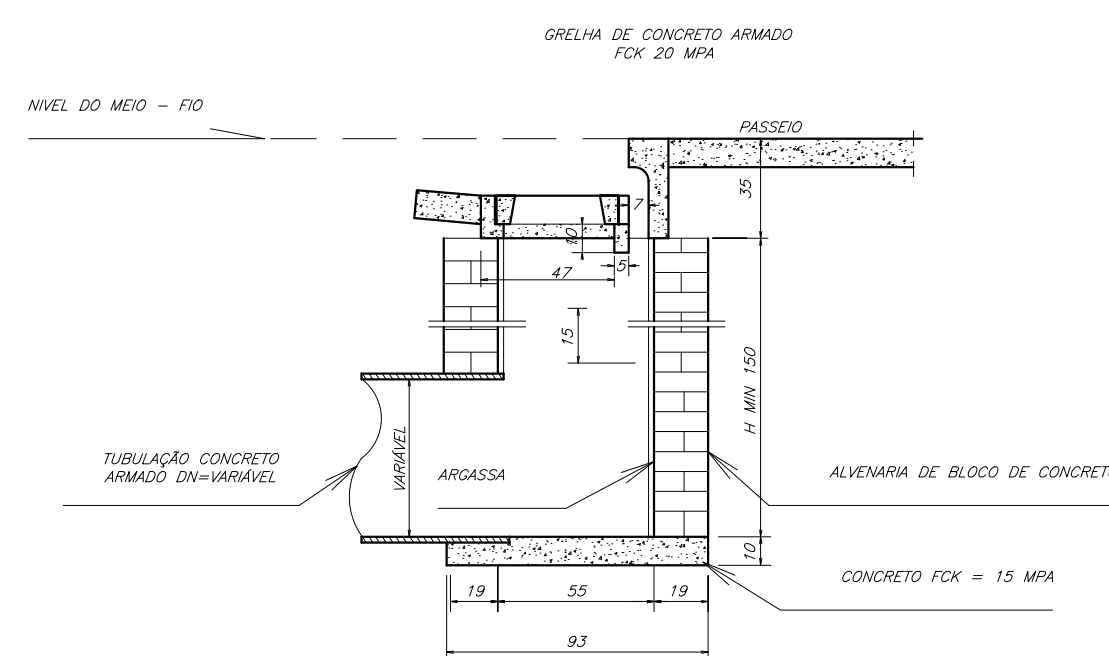 GRELHA DE CONCRETO ARMADO
FCK 20 MPA
NIVEL DO MEIO - FIO
PASSEIO
35
7
10
5
47
15
H MIN 150
VARIÁVEL
TUBULAÇÃO CONCRETO
ARMADO DN=VARIÁVEL
ARGASSA
ALVENARIA DE BLOCO DE CONCRETO
10
CONCRETO FCK = 15 MPA
19
55
19
93